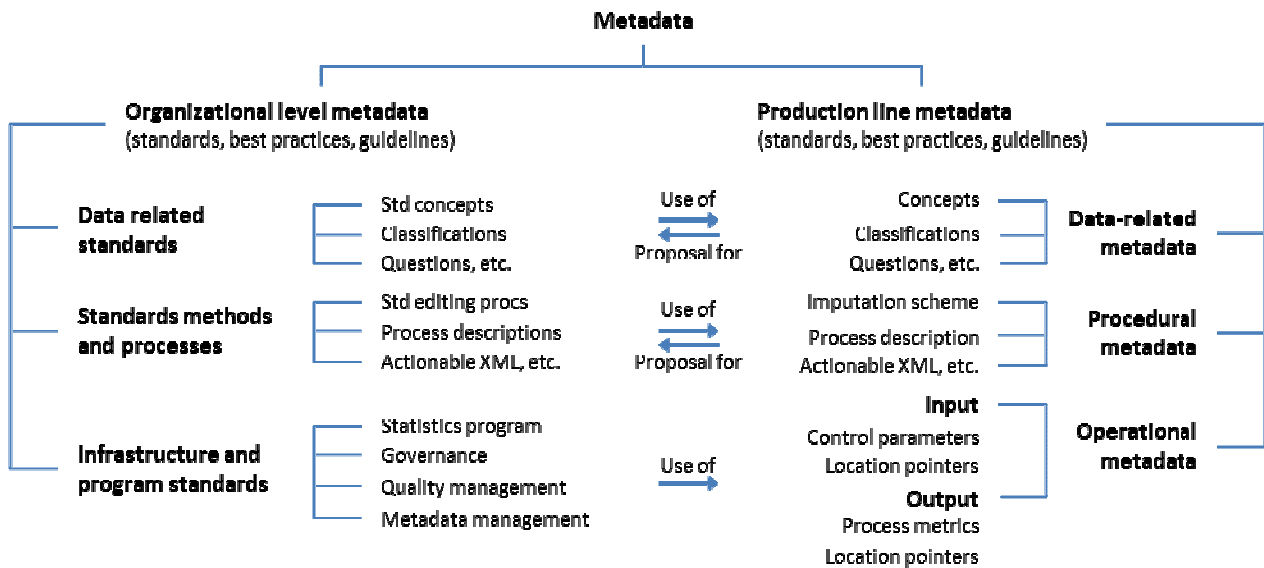 Metadata
Organizational level metadata
(standards, best practices, guidelines)
Production line metadata
(standards, best practices, guidelines)
Data related
standards
Std concepts
Classifications
Questions, etc.
Use of
Proposal for
Concepts
Classifications
Questions, etc.
Data-related
metadata
Standards methods
and processes
Std editing procs
Process descriptions
Actionable XML, etc.
Use of
Proposal for
Imputation scheme
Process description
Actionable XML, etc.
Procedural
metadata
Infrastructure and
program standards
Statistics program
Governance
Quality management
Metadata management
Use of
Input
Control parameters
Location pointers
Output
Process metrics
Location pointers
Operational
metadata